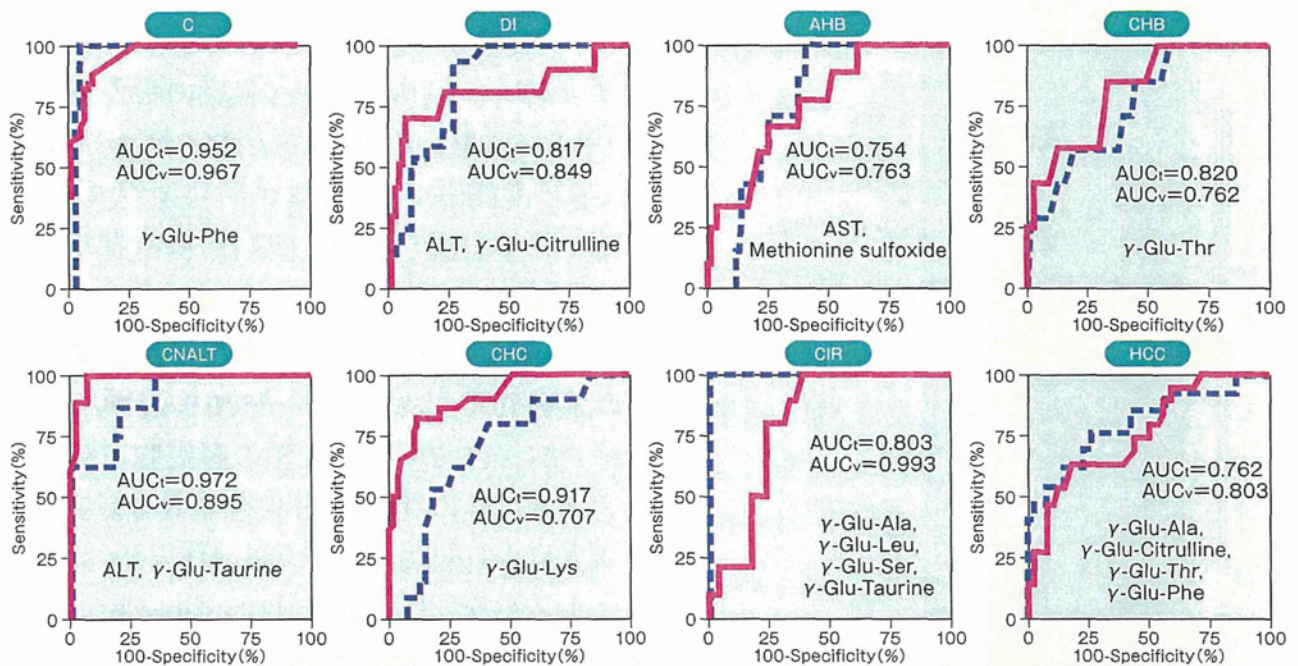 C
100
75
50
25
0
Sensitivity(%)
AUCt=0.952
AUCv=0.967
γ-Glu-Phe
0 25 50 75 100
100-Specificity(%)
DI
100
75
50
25
0
Sensitivity(%)
AUCt=0.817
AUCv=0.849
ALT, γ-Glu-Citrulline
0 25 50 75 100
100-Specificity(%)
AHB
100
75
50
25
0
Sensitivity(%)
AUCt=0.754
AUCv=0.763
AST,
Methionine sulfoxide
0 25 50 75 100
100-Specificity(%)
CHB
100
75
50
25
0
Sensitivity(%)
AUCt=0.820
AUCv=0.762
γ-Glu-Thr
0 25 50 75 100
100-Specificity(%)
CNALT
100
75
50
25
0
Sensitivity(%)
AUCt=0.972
AUCv=0.895
ALT, γ-Glu-Taurine
0 25 50 75 100
100-Specificity(%)
CHC
100
75
50
25
0
Sensitivity(%)
AUCt=0.917
AUCv=0.707
γ-Glu-Lys
0 25 50 75 100
100-Specificity(%)
CIR
100
75
50
25
0
Sensitivity(%)
AUCt=0.803
AUCv=0.993
γ-Glu-Ala,
γ-Glu-Leu,
γ-Glu-Ser,
γ-Glu-Taurine
0 25 50 75 100
100-Specificity(%)
HCC
100
75
50
25
0
Sensitivity(%)
AUCt=0.762
AUCv=0.803
γ-Glu-Ala,
γ-Glu-Citrulline,
γ-Glu-Thr,
γ-Glu-Phe
0 25 50 75 100
100-Specificity(%)